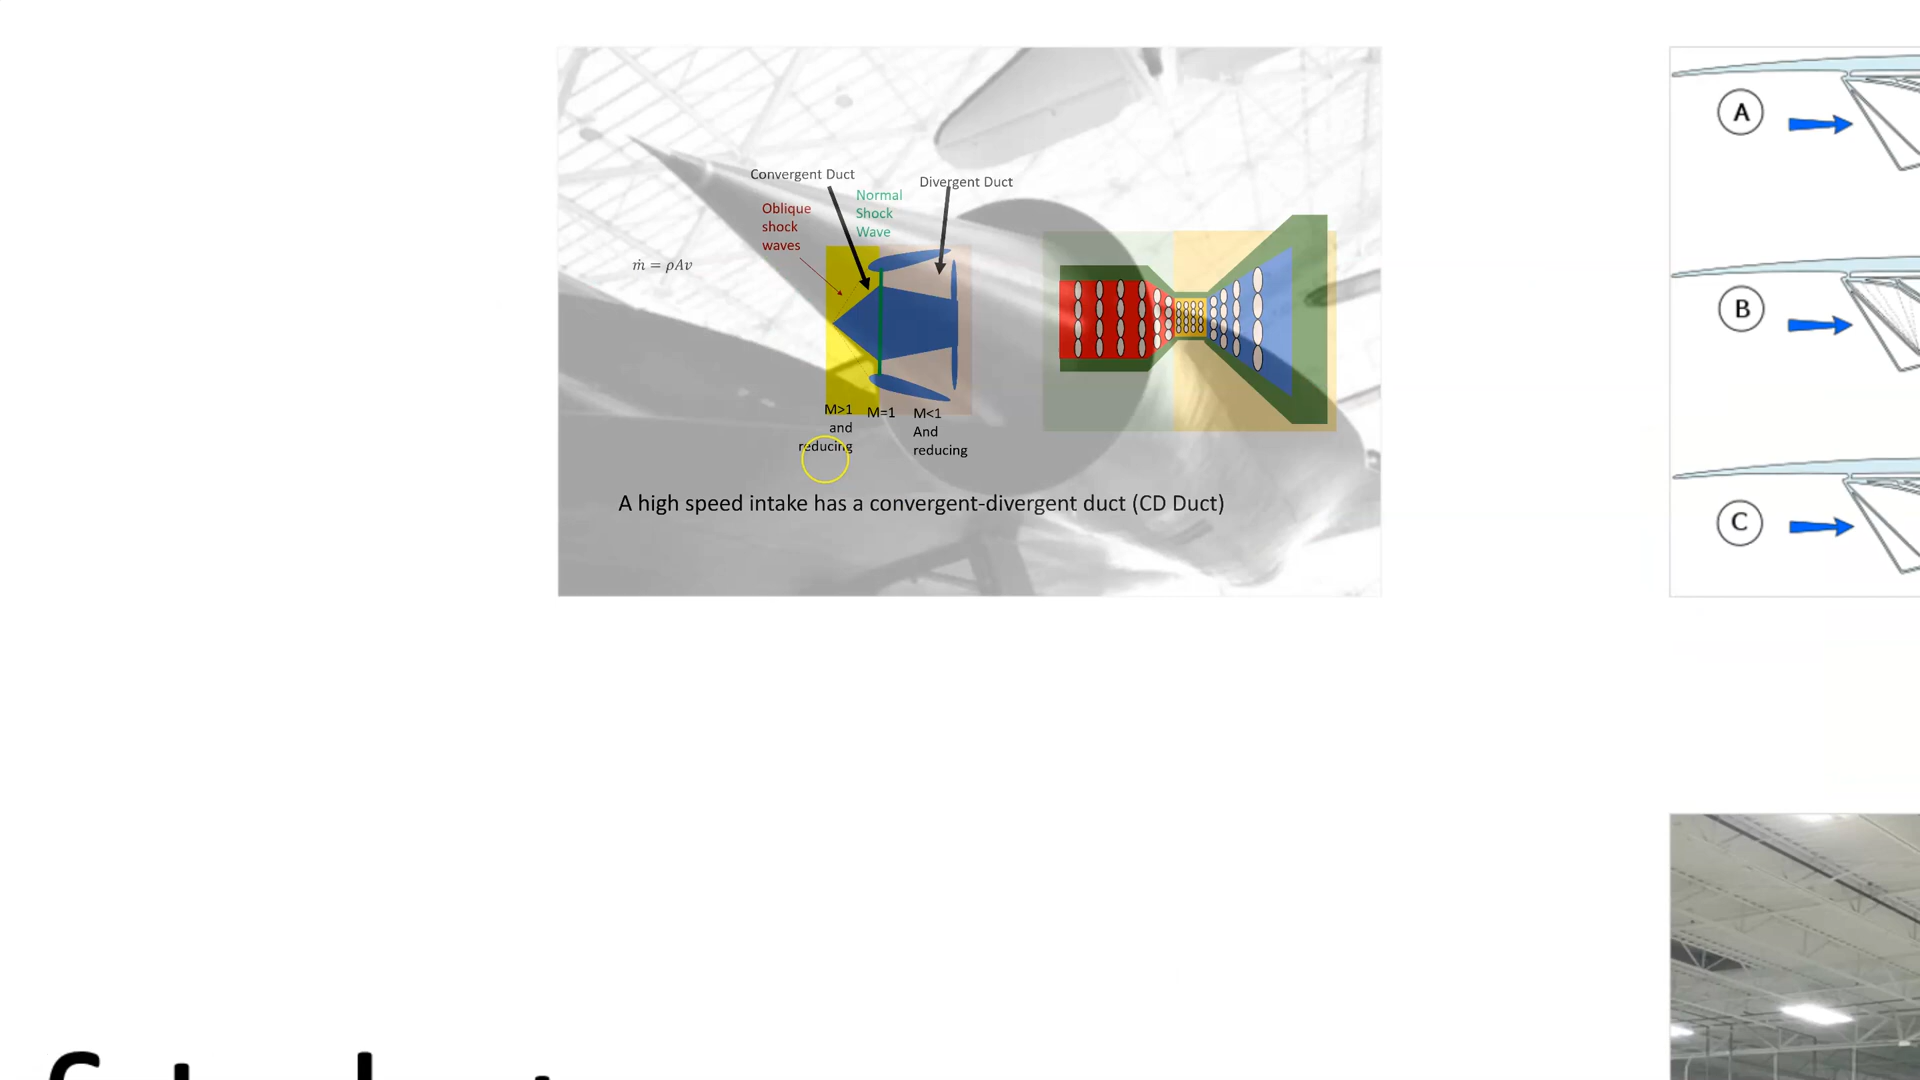 Convergent Duct
Divergent Duct
Normal
Shock
Wave
Oblique
shock
waves
ṁ = ρAv
M>1
and
reducing
M=1
M<1
And
reducing
A high speed intake has a convergent-divergent duct (CD Duct)
A
B
C